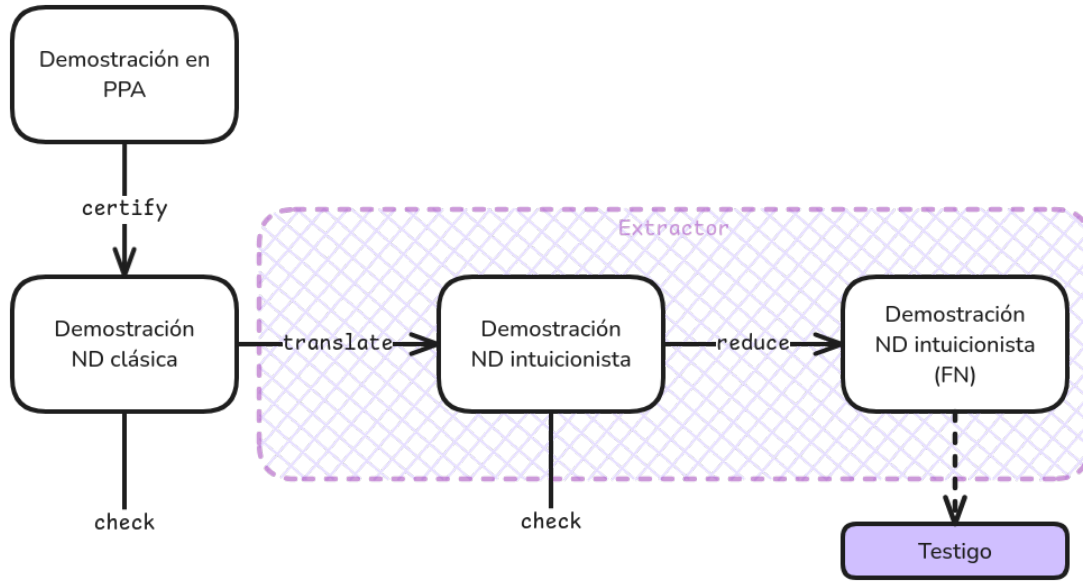 Demostración en
PPA
certify
Extractor
Demostración
ND clásica
translate
Demostración
ND intuicionista
reduce
Demostración
ND intuicionista
(FN)
check
check
Testigo